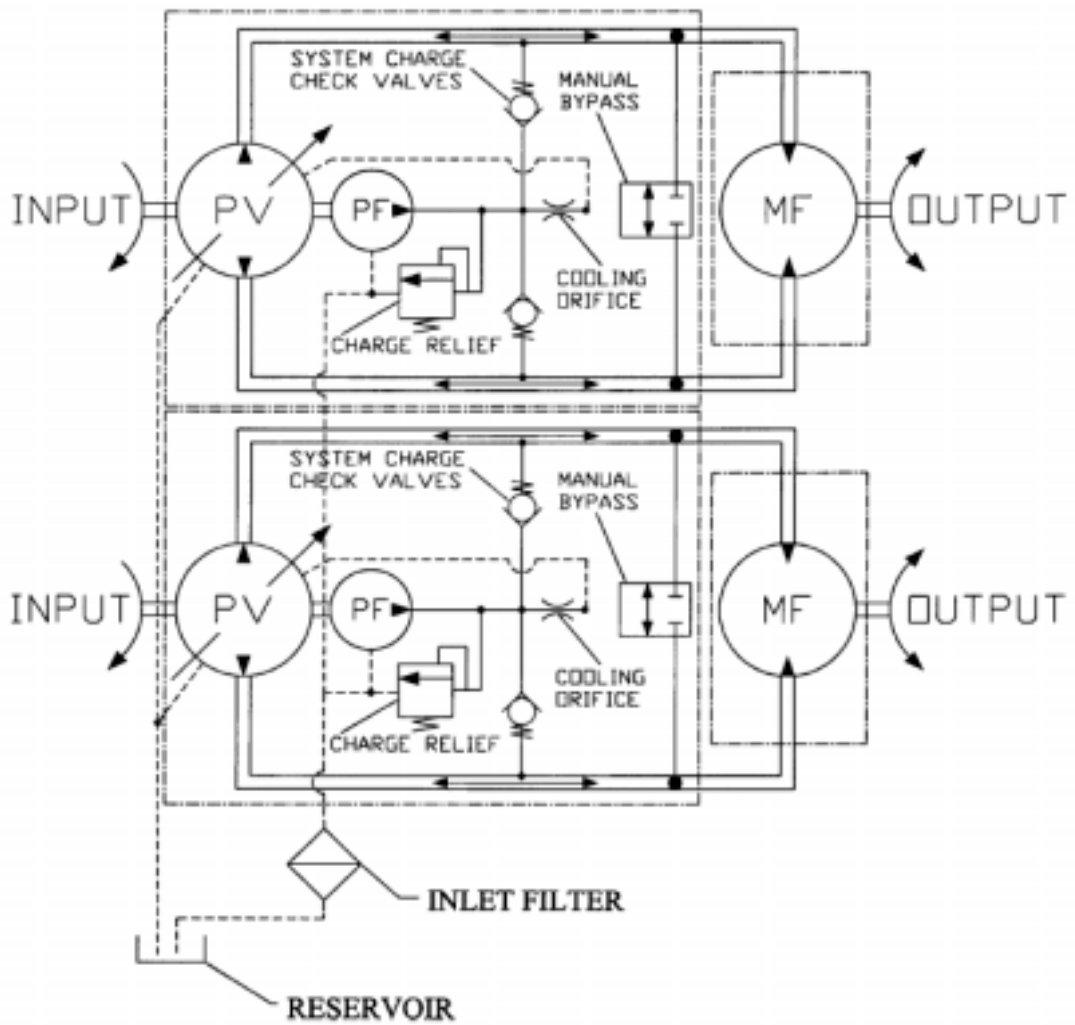 SYSTEM CHARGE
CHECK VALVES
MANUAL
BYPASS
INPUT
PV
PF
MF
OUTPUT
COOLING
ORIFICE
CHARGE RELIEF
SYSTEM CHARGE
CHECK VALVES
MANUAL
BYPASS
INPUT
PV
PF
MF
OUTPUT
COOLING
ORIFICE
CHARGE RELIEF
INLET FILTER
RESERVOIR